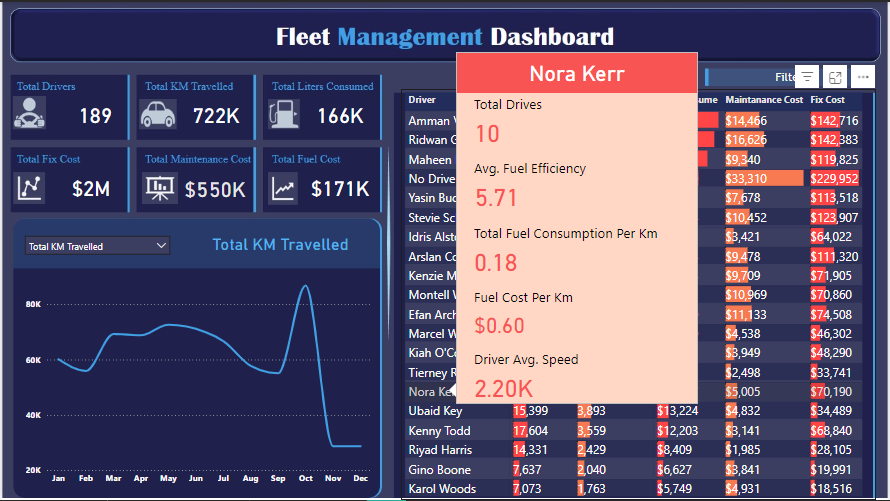 Fleet Management Dashboard
Total Drivers
189
Total KM Travelled
722K
Total Liters Consumed
166K
Total Fix Cost
$2M
Total Maintenance Cost
$550K
Total Fuel Cost
$171K
Total KM Travelled
Total KM Travelled
80K
60K
40K
20K
Jan Feb Mar Apr May Jun Jul Aug Sep Oct Nov Dec
Nora Kerr
Total Drives
10
Avg. Fuel Efficiency
5.71
Total Fuel Consumption Per Km
0.18
Fuel Cost Per Km
$0.60
Driver Avg. Speed
2.20K
Driver Maintanance Cost Fix Cost
Amman $14,466 $142,716
Ridwan $16,626 $142,383
Maheen $9,340 $119,825
No $33,310 $229,952
Yasin $7,678 $113,518
Stevie $10,452 $123,907
Idris $3,421 $64,022
Arslan $9,478 $111,320
Kenzie $9,709 $71,905
Montell $10,969 $70,860
Efan $11,133 $74,508
Marcel $4,538 $46,302
Kiah $3,949 $48,290
Tierney $2,498 $33,741
Nora $5,005 $70,190
Ubaid Key 15,399 3,893 $13,224 $4,832 $34,489
Kenny Todd 17,604 3,559 $12,203 $3,141 $68,840
Riyad Harris 14,331 2,429 $8,409 $1,985 $28,105
Gino Boone 7,637 2,040 $6,627 $3,841 $19,991
Karol Woods 7,073 1,763 $5,749 $4,931 $18,516